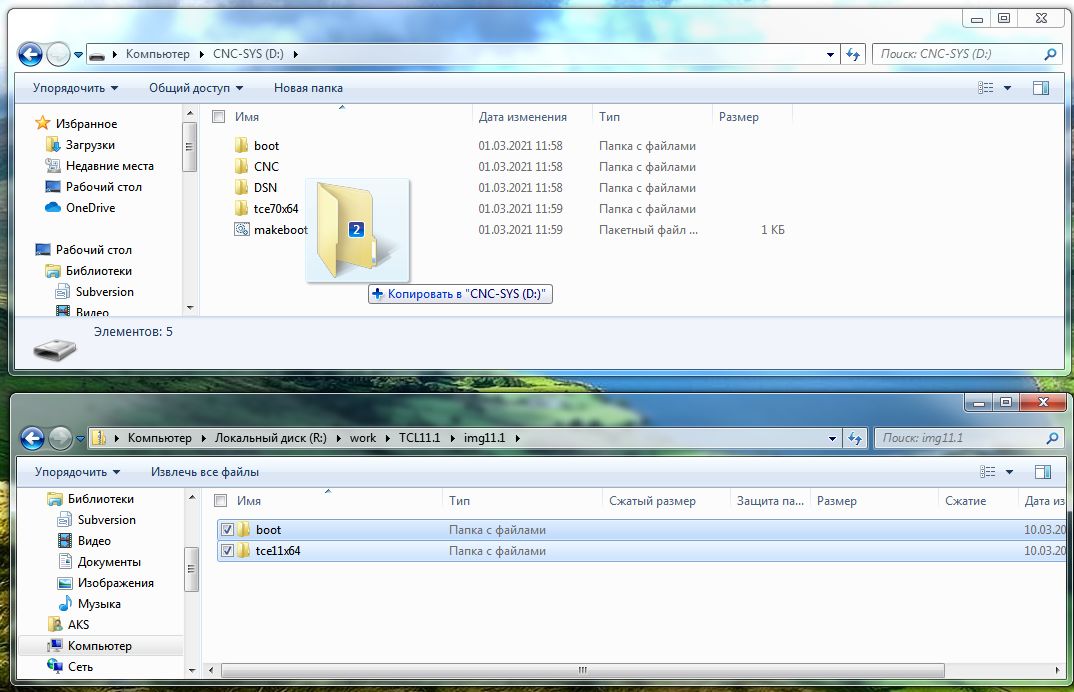 Компьютер CNC-SYS (D:) Поиск: CNC-SYS (D:)
Упорядочить Общий доступ Новая папка
Имя Дата изменения Тип Размер
Избранное
Загрузки
Недавние места
Рабочий стол
OneDrive
Рабочий стол
Библиотеки
Subversion
Видео
boot 01.03.2021 11:58 Папка с файлами
CNC 01.03.2021 11:58 Папка с файлами
DSN 01.03.2021 11:58 Папка с файлами
tce70x64 01.03.2021 11:59 Папка с файлами
makeboot 01.03.2021 11:59 Пакетный файл ... 1 КБ
2
Копировать в "CNC-SYS (D:)"
Элементов: 5
Компьютер Локальный диск (R:) work TCL11.1 img11.1 Поиск: img11.1
Упорядочить Извлечь все файлы
Имя Тип Сжатый размер Защита па... Размер Сжатие Дата из
Библиотеки
Subversion
Видео
Документы
Изображения
Музыка
AKS
Компьютер
Сеть
boot Папка с файлами 10.03.20
tce11x64 Папка с файлами 10.03.20